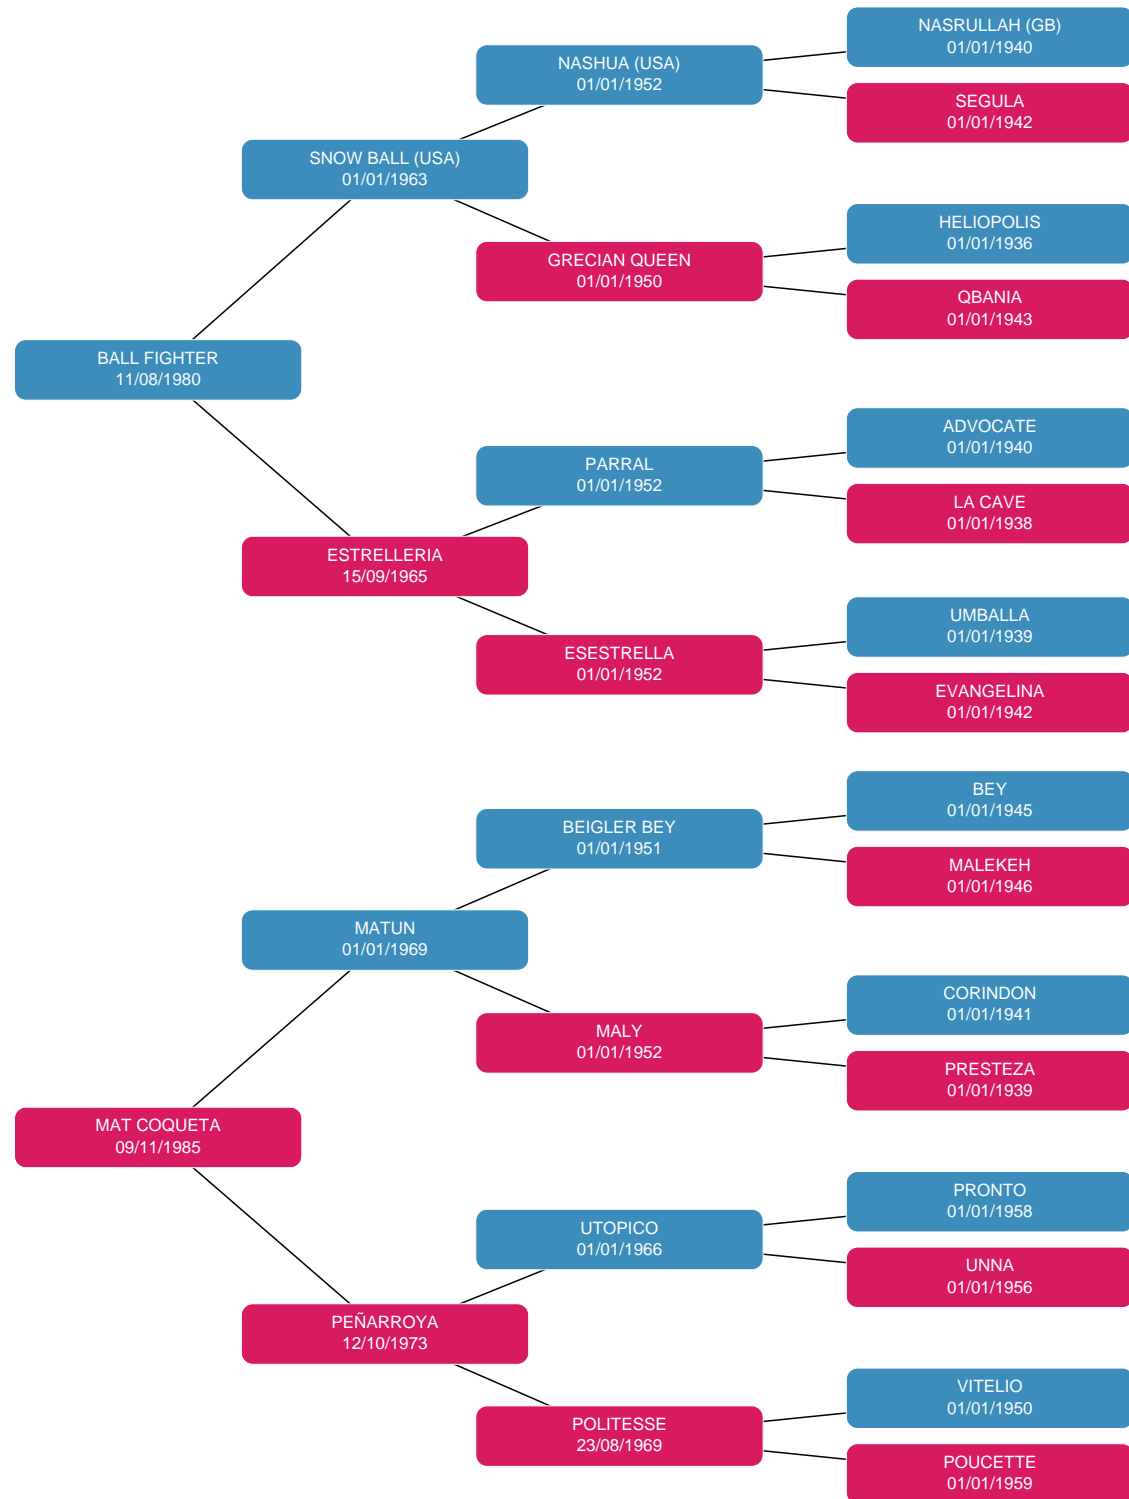 NASRULLAH (GB)
01/01/1940
NASHUA (USA)
01/01/1952
SEGULA
01/01/1942
SNOW BALL (USA)
01/01/1963
HELIOPOLIS
01/01/1936
GRECIAN QUEEN
01/01/1950
QBANIA
01/01/1943
BALL FIGHTER
11/08/1980
ADVOCATE
01/01/1940
PARRAL
01/01/1952
LA CAVE
01/01/1938
ESTRELLERIA
15/09/1965
UMBALLA
01/01/1939
ESESTRELLA
01/01/1952
EVANGELINA
01/01/1942
BEY
01/01/1945
BEIGLER BEY
01/01/1951
MALEKEH
01/01/1946
MATUN
01/01/1969
CORINDON
01/01/1941
MALY
01/01/1952
PRESTEZA
01/01/1939
MAT COQUETA
09/11/1985
PRONTO
01/01/1958
UTOPICO
01/01/1966
UNNA
01/01/1956
PEÑARROYA
12/10/1973
VITELIO
01/01/1950
POLITESSE
23/08/1969
POUCETTE
01/01/1959